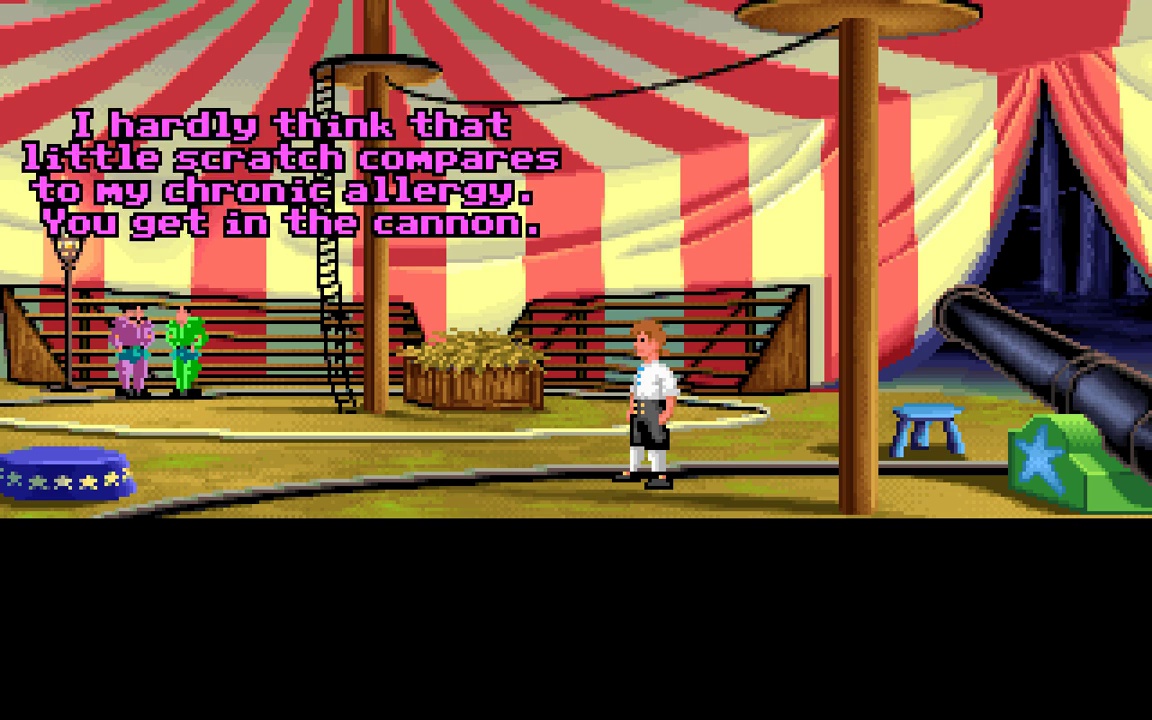 I hardly think that
little scratch compares
to my chronic allergy.
You get in the cannon.